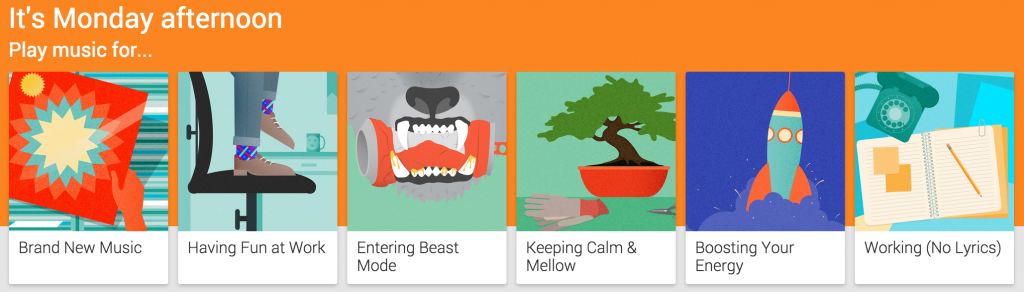 It's Monday afternoon
Play music for...
Brand New Music
Having Fun at Work
Entering Beast
Mode
Keeping Calm &
Mellow
Boosting Your
Energy
Working (No Lyrics)